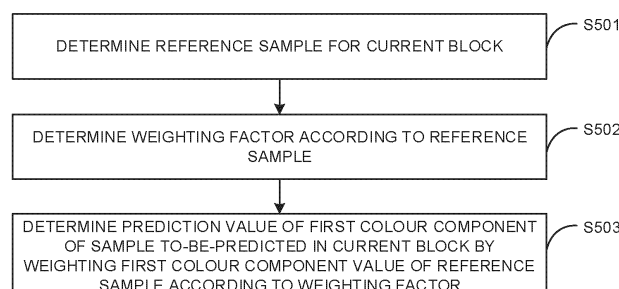 DETERMINE REFERENCE SAMPLE FOR CURRENT BLOCK
S501
DETERMINE WEIGHTING FACTOR ACCORDING TO REFERENCE
SAMPLE
S502
DETERMINE PREDICTION VALUE OF FIRST COLOUR COMPONENT
OF SAMPLE TO-BE-PREDICTED IN CURRENT BLOCK BY
WEIGHTING FIRST COLOUR COMPONENT VALUE OF REFERENCE
SAMPLE ACCORDING TO WEIGHTING FACTOR
S503